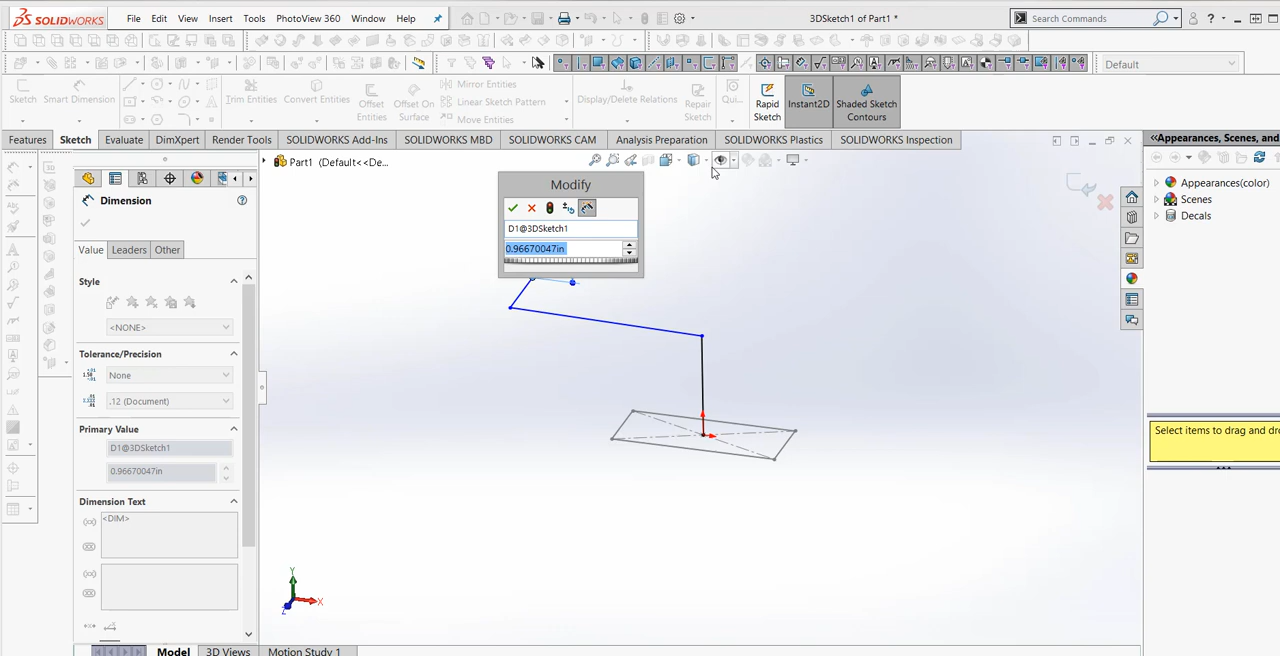 SOLIDWORKS File Edit View Insert Tools PhotoView 360 Window Help 3DSketch1 of Part1 * Search Commands ?
Default
Sketch Smart Dimension Trim Entities Convert Entities Offset Entities Offset On Surface Mirror Entities Linear Sketch Pattern Move Entities Display/Delete Relations Repair Sketch Qui... Rapid Sketch Instant2D Shaded Sketch Contours
Features Sketch Evaluate DimXpert Render Tools SOLIDWORKS Add-Ins SOLIDWORKS MBD SOLIDWORKS CAM Analysis Preparation SOLIDWORKS Plastics SOLIDWORKS Inspection
<<Appearances, Scenes, and
Part1 (Default<<De...
Modify
D1@3DSketch1
0.96670047in
Dimension
Value Leaders Other
Style
<NONE>
Tolerance/Precision
None
.12 (Document)
Primary Value
D1@3DSketch1
0.96670047in
Dimension Text
<DIM>
Appearances(color)
Scenes
Decals
Select items to drag and dro
Y
X
Z
Model 3D Views Motion Study 1